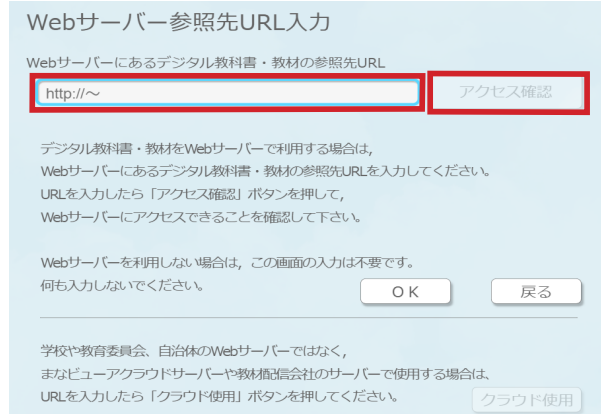 Webサーバー参照先URL入力
Webサーバーにあるデジタル教科書・教材の参照先URL
http://～ アクセス確認
デジタル教科書・教材をWebサーバーで利用する場合は，
Webサーバーにあるデジタル教科書・教材の参照先URLを入力してください。
URLを入力したら「アクセス確認」ボタンを押して，
Webサーバーにアクセスできることを確認して下さい。
Webサーバーを利用しない場合は，この画面の入力は不要です。
何も入力しないでください。
ＯＫ 戻る
学校や教育委員会、自治体のWebサーバーではなく，
まなビューアクラウドサーバーや教材配信会社のサーバーで使用する場合は、
URLを入力したら「クラウド使用」ボタンを押してください。
クラウド使用